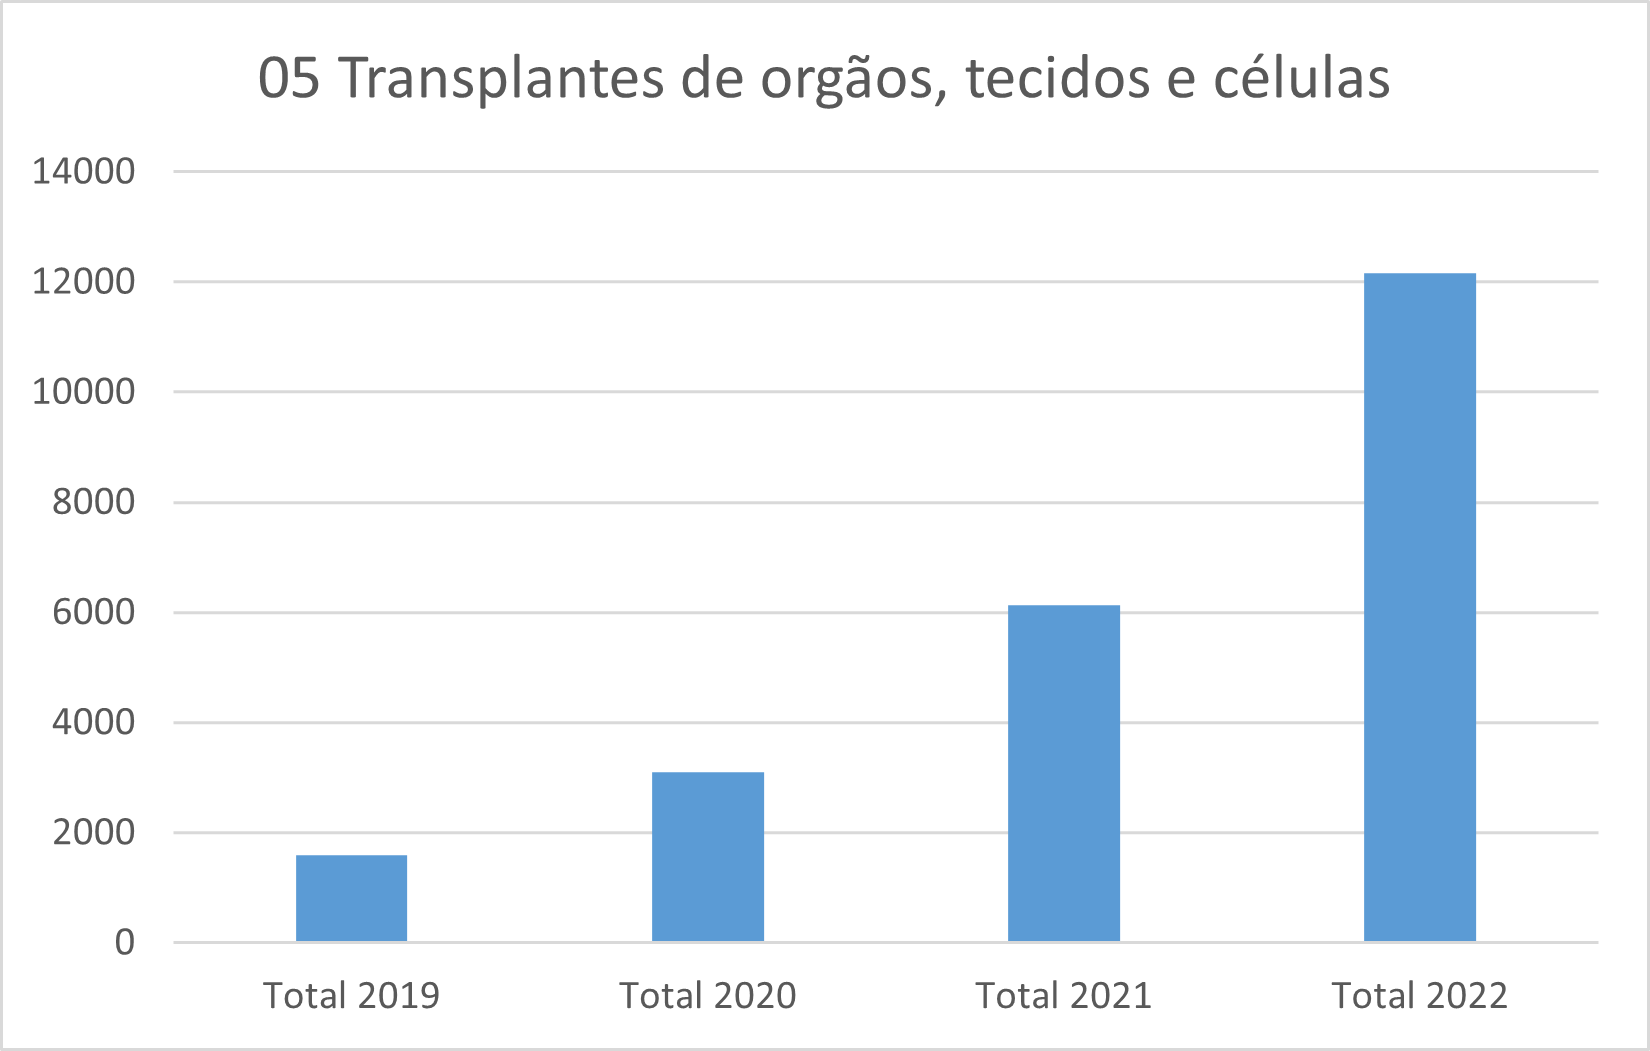 05 Transplantes de orgãos, tecidos e células
14000
12000
10000
8000
6000
4000
2000
0
Total 2019
Total 2020
Total 2021
Total 2022